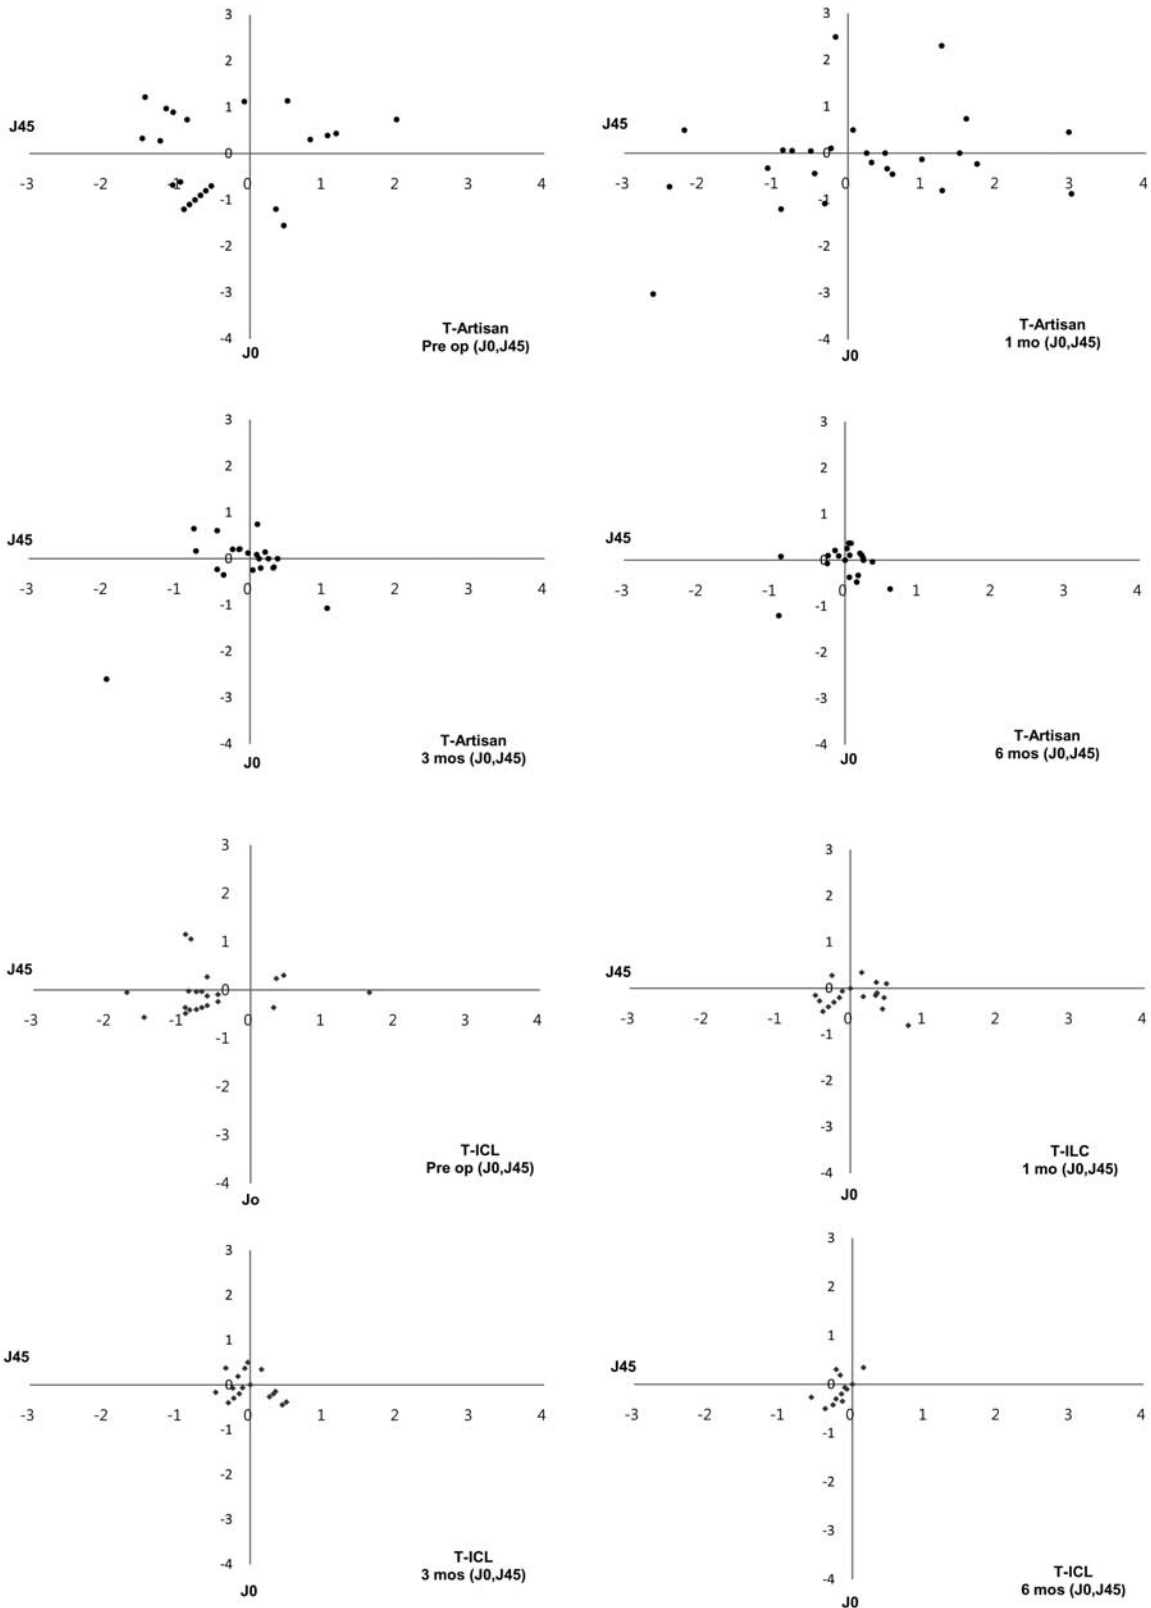 3
2
1
J45
0
-3 -2 -1 0 1 2 3 4
-1
-2
-3
-4
J0
T-Artisan
Pre op (J0,J45)
3
2
1
J45
0
-3 -2 -1 0 1 2 3 4
-1
-2
-3
-4
J0
T-Artisan
1 mo (J0,J45)
3
2
1
J45
0
-3 -2 -1 0 1 2 3 4
-1
-2
-3
-4
J0
T-Artisan
3 mos (J0,J45)
3
2
1
J45
0
-3 -2 -1 0 1 2 3 4
-1
-2
-3
-4
J0
T-Artisan
6 mos (J0,J45)
3
2
1
J45
0
-3 -2 -1 0 1 2 3 4
-1
-2
-3
-4
Jo
T-ICL
Pre op (J0,J45)
3
2
1
J45
0
-3 -2 -1 0 1 2 3 4
-1
-2
-3
-4
J0
T-ILC
1 mo (J0,J45)
3
2
1
J45
0
-3 -2 -1 0 1 2 3 4
-1
-2
-3
-4
J0
T-ICL
3 mos (J0,J45)
3
2
1
J45
0
-3 -2 -1 0 1 2 3 4
-1
-2
-3
-4
J0
T-ICL
6 mos (J0,J45)